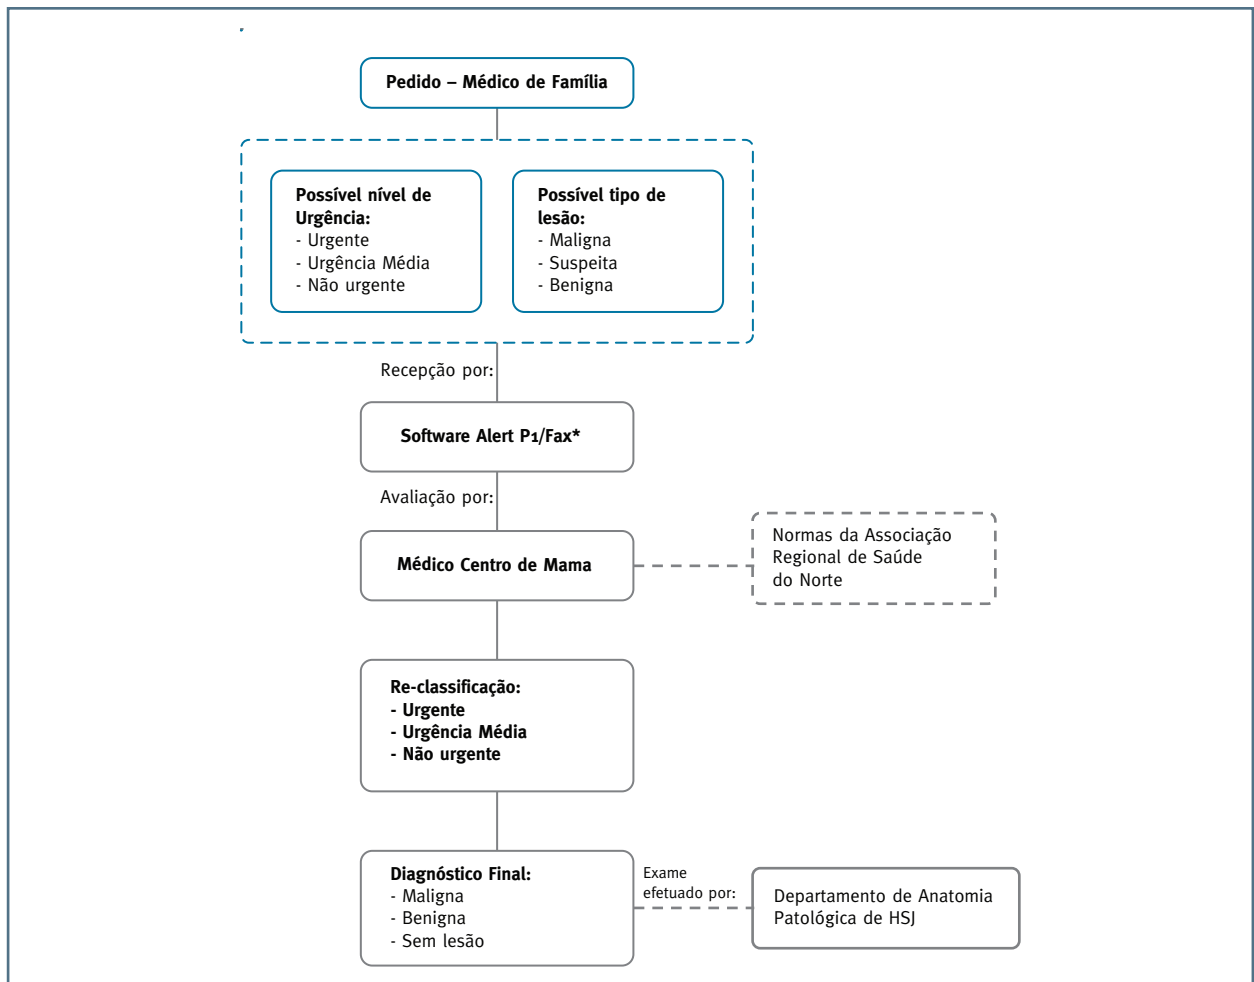 Pedido – Médico de Família
Possível nível de
Urgência:
- Urgente
- Urgência Média
- Não urgente
Possível tipo de
lesão:
- Maligna
- Suspeita
- Benigna
Recepção por:
Software Alert P1/Fax*
Avaliação por:
Médico Centro de Mama
Normas da Associação
Regional de Saúde
do Norte
Re-classificação:
- Urgente
- Urgência Média
- Não urgente
Diagnóstico Final:
- Maligna
- Benigna
- Sem lesão
Exame
efetuado por:
Departamento de Anatomia
Patológica de HSJ